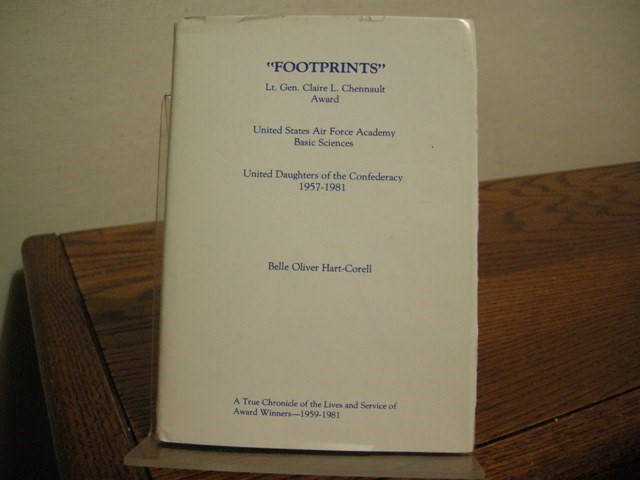 “FOOTPRINTS”
Lt. Gen. Claire L. Chennault
Award
United States Air Force Academy
Basic Sciences
United Daughters of the Confederacy
1957-1981
Belle Oliver Hart-Corell
A True Chronicle of the Lives and Service of
Award Winners—1959-1981